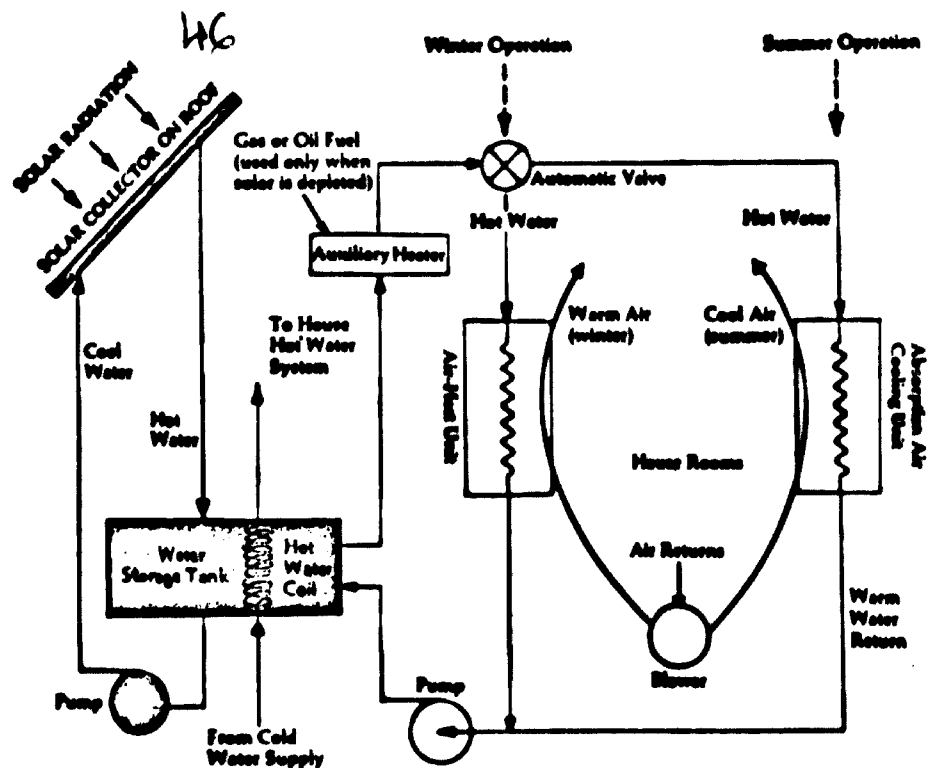 46
Winter Operation
Summer Operation
SOLAR RADIATION
SOLAR COLLECTOR ON ROOF
Gas or Oil Fuel
(used only when
solar is depleted)
Automatic Valve
Hot Water
Hot Water
Auxiliary Heater
To House
Hot Water
System
Warm Air
(winter)
Cool Air
(summer)
Cool
Water
Air-Heat Unit
Absorption Air
Cooling Unit
Hot
Water
House Rooms
Water
Storage Tank
Hot
Water
Coil
Air Returns
Warm
Water
Return
Blower
Pump
Pump
From Cold
Water Supply